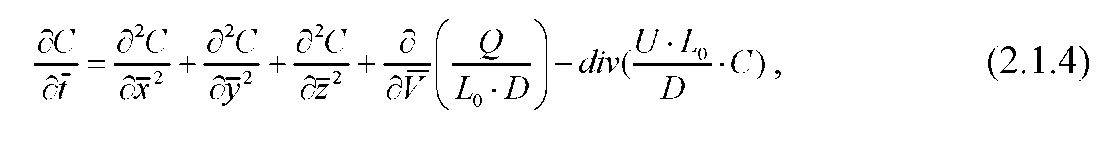 ∂C/∂t̄ = ∂²C/∂x̄² + ∂²C/∂ȳ² + ∂²C/∂z̄² + ∂/∂V̄ (Q/(L₀·D)) − div(U·L₀/D · C) , (2.1.4)